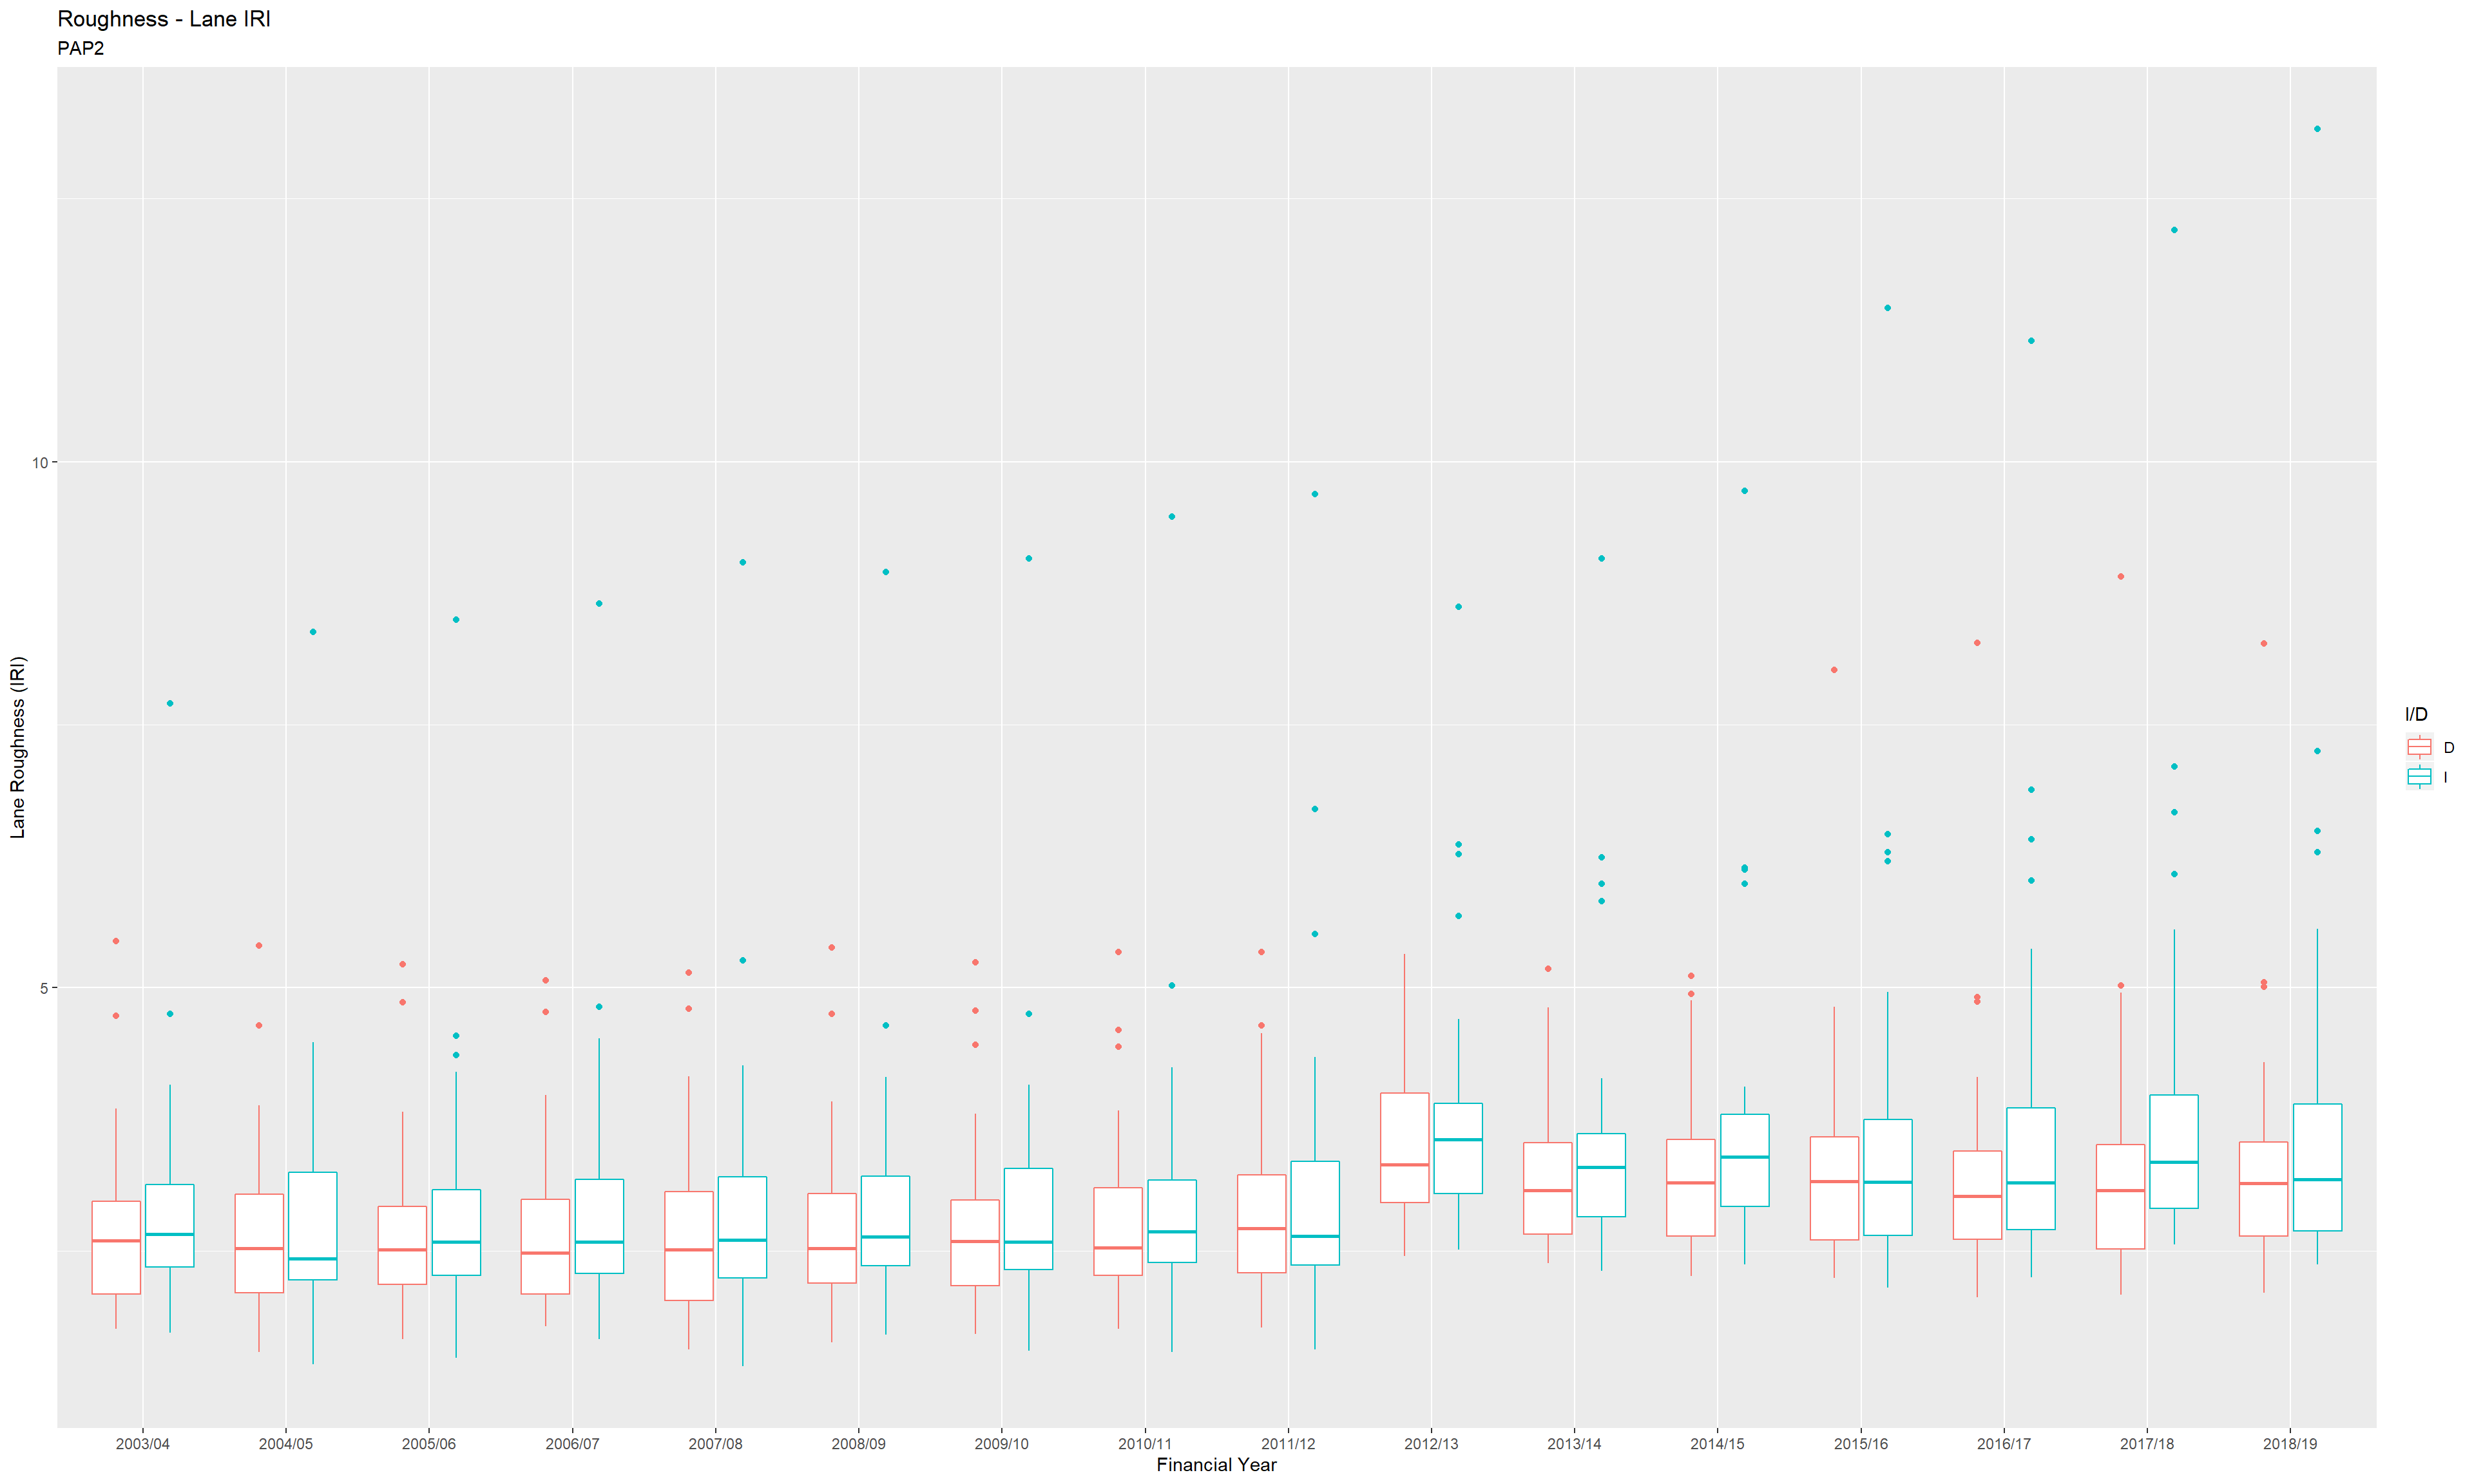 Roughness - Lane IRI
PAP2
Lane Roughness (IRI)
10
5
2003/04
2004/05
2005/06
2006/07
2007/08
2008/09
2009/10
2010/11
2011/12
2012/13
2013/14
2014/15
2015/16
2016/17
2017/18
2018/19
Financial Year
I/D
D
I